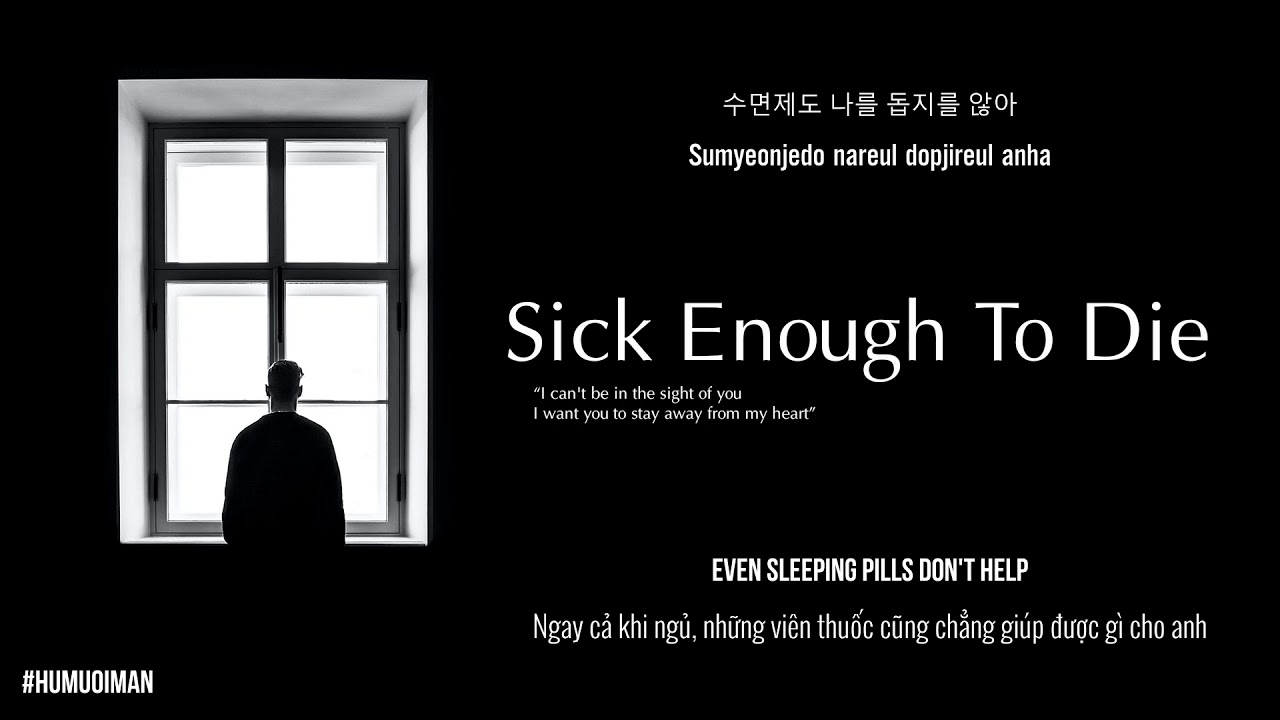 수면제도 나를 돕지를 않아
Sumyeonjedo nareul dopjireul anha
Sick Enough To Die
“I can't be in the sight of you
I want you to stay away from my heart”
EVEN SLEEPING PILLS DON'T HELP
Ngay cả khi ngủ, những viên thuốc cũng chẳng giúp được gì cho anh
#HUMUOIMAN